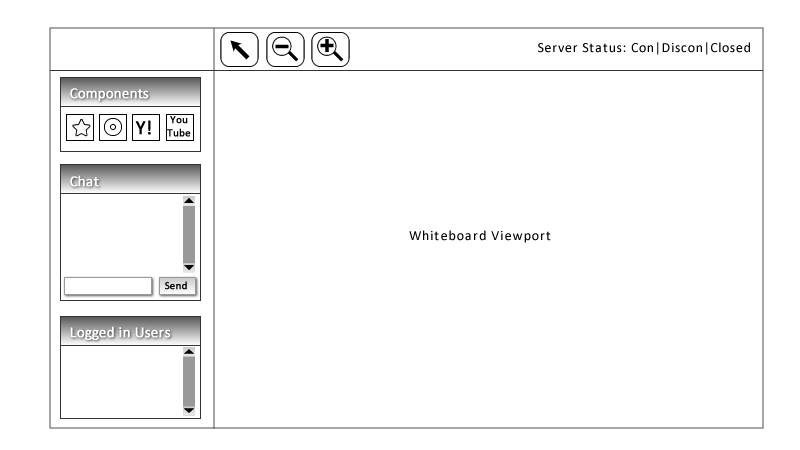 Server Status: Con|Discon|Closed
Components
Y!
You
Tube
Chat
Send
Logged in Users
Whiteboard Viewport